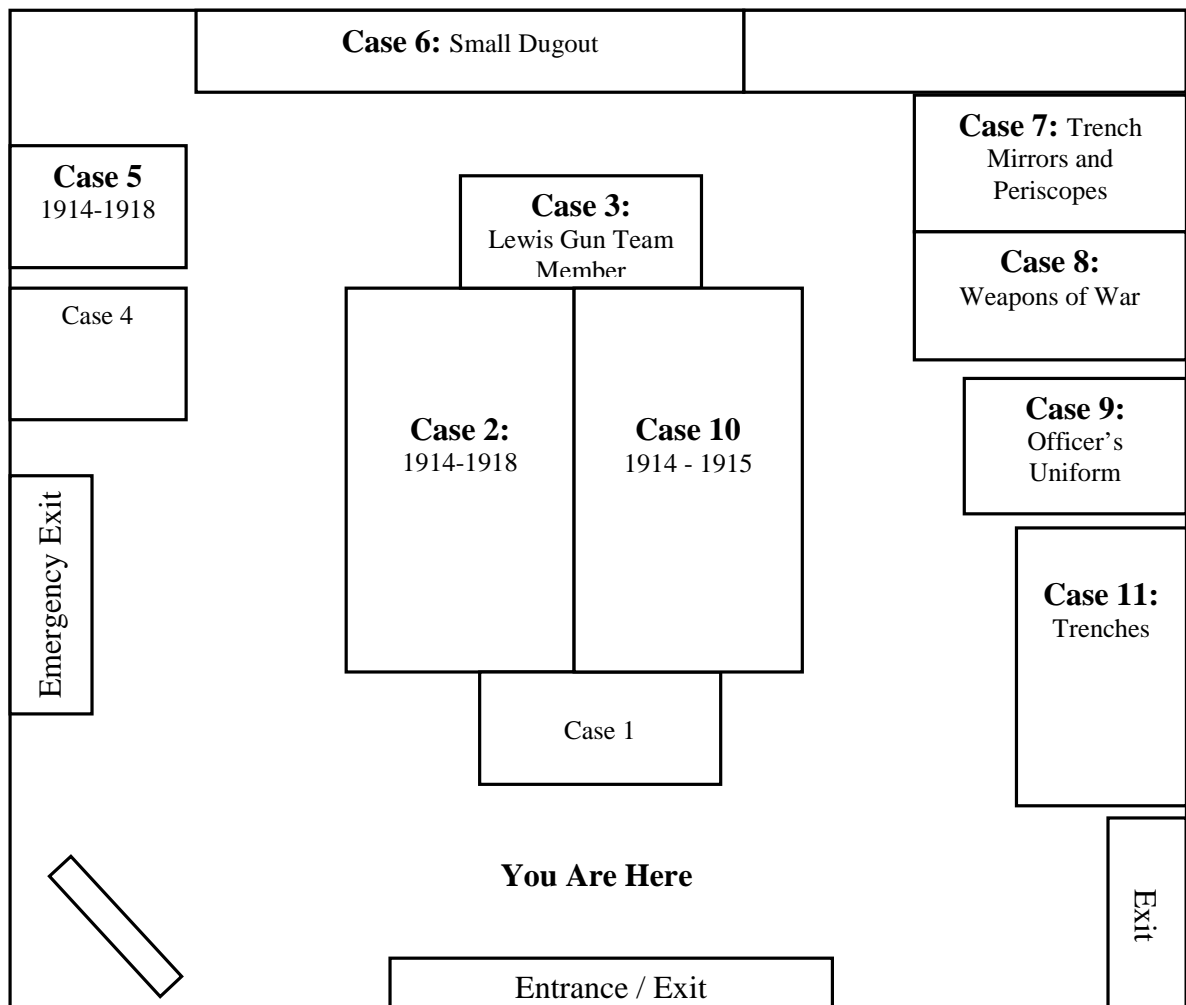 Case 6: Small Dugout
Case 7: Trench
Mirrors and
Periscopes
Case 5
1914-1918
Case 3:
Lewis Gun Team
Member
Case 8:
Weapons of War
Case 4
Case 9:
Officer’s
Uniform
Case 2:
1914-1918
Case 10
1914 - 1915
Emergency Exit
Case 11:
Trenches
Case 1
You Are Here
Exit
Entrance / Exit